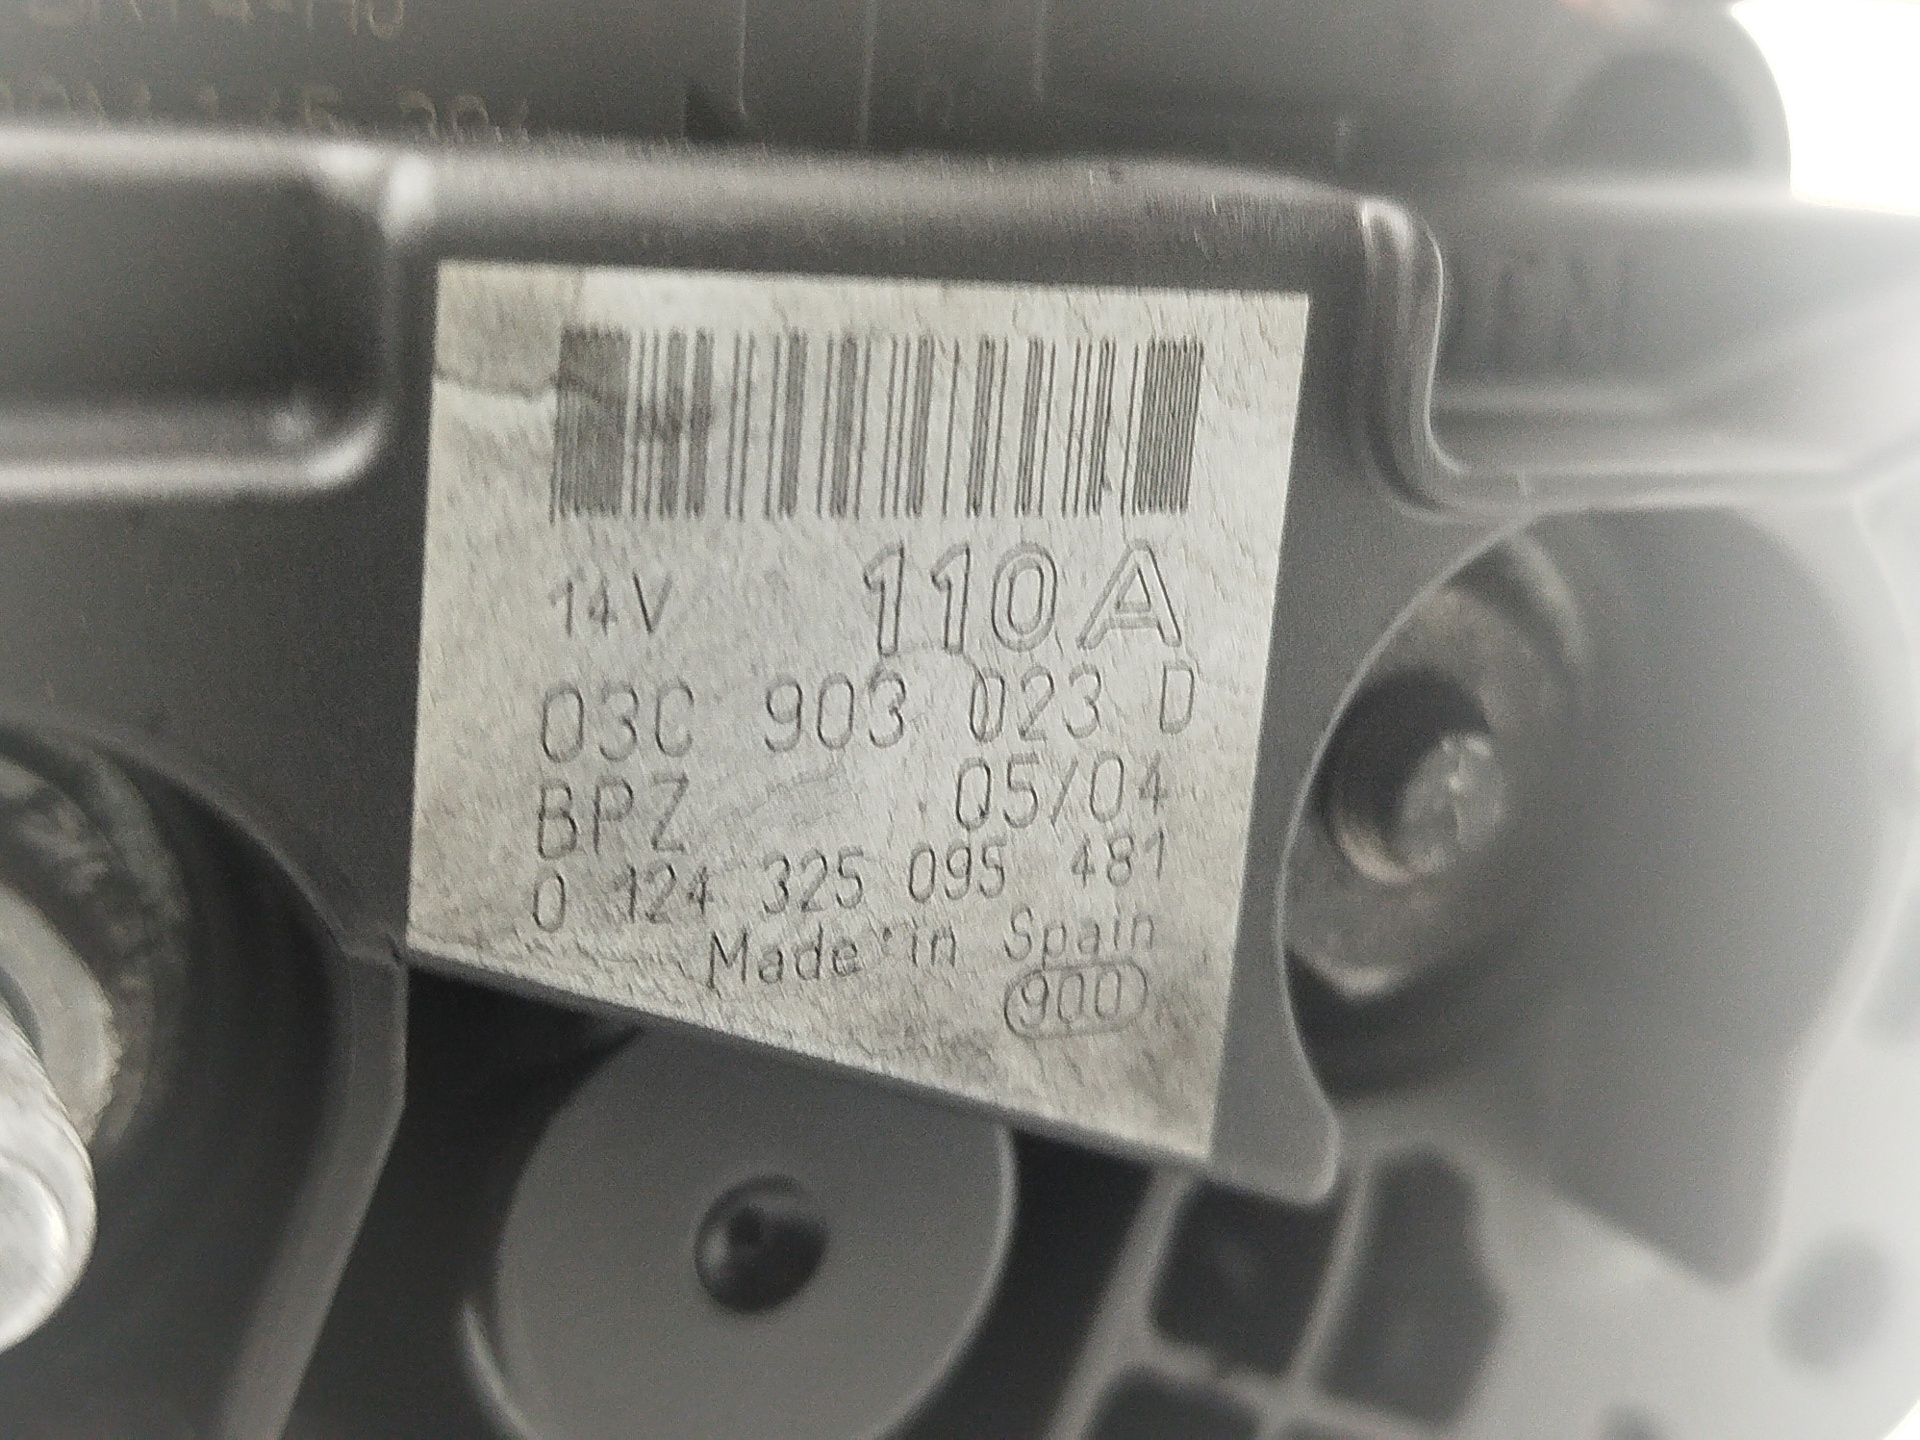 14V 110A
03C 903 023 D
BPZ 05/04
0 124 325 095 481
Made in Spain
900